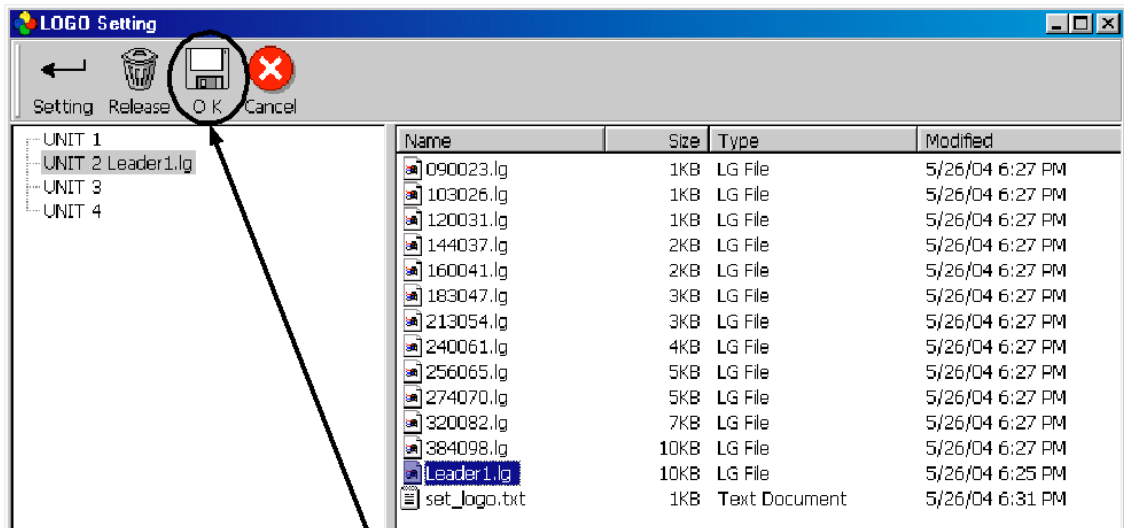 LOGO Setting
Setting Release O K Cancel
UNIT 1
UNIT 2 Leader1.lg
UNIT 3
UNIT 4
Name Size Type Modified
090023.lg 1KB LG File 5/26/04 6:27 PM
103026.lg 1KB LG File 5/26/04 6:27 PM
120031.lg 1KB LG File 5/26/04 6:27 PM
144037.lg 2KB LG File 5/26/04 6:27 PM
160041.lg 2KB LG File 5/26/04 6:27 PM
183047.lg 3KB LG File 5/26/04 6:27 PM
213054.lg 3KB LG File 5/26/04 6:27 PM
240061.lg 4KB LG File 5/26/04 6:27 PM
256065.lg 5KB LG File 5/26/04 6:27 PM
274070.lg 5KB LG File 5/26/04 6:27 PM
320082.lg 7KB LG File 5/26/04 6:27 PM
384098.lg 10KB LG File 5/26/04 6:27 PM
Leader1.lg 10KB LG File 5/26/04 6:25 PM
set_logo.txt 1KB Text Document 5/26/04 6:31 PM